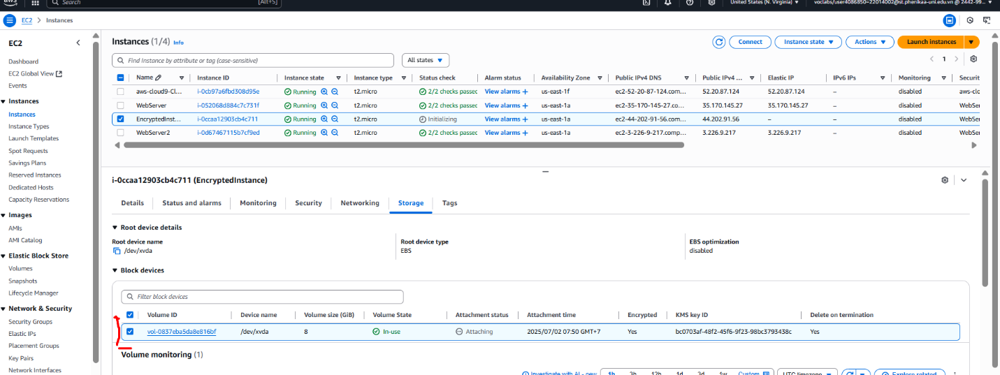 aws
Search [Alt+S] United States (N. Virginia) voclabs/user4086850=22014002@st.phenikaa-uni.edu.vn @ 2442-99...
EC2 > Instances
EC2
Dashboard
EC2 Global View
Events
Instances
Instances
Instance Types
Launch Templates
Spot Requests
Savings Plans
Reserved Instances
Dedicated Hosts
Capacity Reservations
Images
AMIs
AMI Catalog
Elastic Block Store
Volumes
Snapshots
Lifecycle Manager
Network & Security
Security Groups
Elastic IPs
Placement Groups
Key Pairs
Network Interfaces
Instances (1/4) Info
Connect Instance state Actions Launch instances
Find Instance by attribute or tag (case-sensitive) All states 1
Name Instance ID Instance state Instance type Status check Alarm status Availability Zone Public IPv4 DNS Public IPv4 ... Elastic IP IPv6 IPs Monitoring Securit
aws-cloud9-Cl... i-0cb97a6fbd308d95e Running t2.micro 2/2 checks passec View alarms + us-east-1f ec2-52-20-87-124.com... 52.20.87.124 52.20.87.124 – disabled aws-clo
WebServer i-052068d884c7c731f Running t2.micro 2/2 checks passec View alarms + us-east-1a ec2-35-170-145-27.co... 35.170.145.27 35.170.145.27 – disabled WebSer
EncryptedInst... i-0ccaa12903cb4c711 Running t2.micro Initializing View alarms + us-east-1a ec2-44-202-91-56.com... 44.202.91.56 – – disabled WebSer
WebServer2 i-0d67467115b7cf9ed Running t2.micro 2/2 checks passec View alarms + us-east-1a ec2-3-226-9-217.comp... 3.226.9.217 3.226.9.217 – disabled WebSer
i-0ccaa12903cb4c711 (EncryptedInstance)
Details Status and alarms Monitoring Security Networking Storage Tags
Root device details
Root device name Root device type EBS optimization
/dev/xvda EBS disabled
Block devices
Filter block devices
Volume ID Device name Volume size (GiB) Volume State Attachment status Attachment time Encrypted KMS key ID Delete on termination
vol-0837eba5da8e816bf /dev/xvda 8 In-use Attaching 2025/07/02 07:50 GMT+7 Yes bc0703af-48f2-45f6-9f23-98bc3793438c Yes
Volume monitoring (1)
Investigate with AI - new 1h 3h 12h 1d 3d 1w Custom UTC timezone Explore related